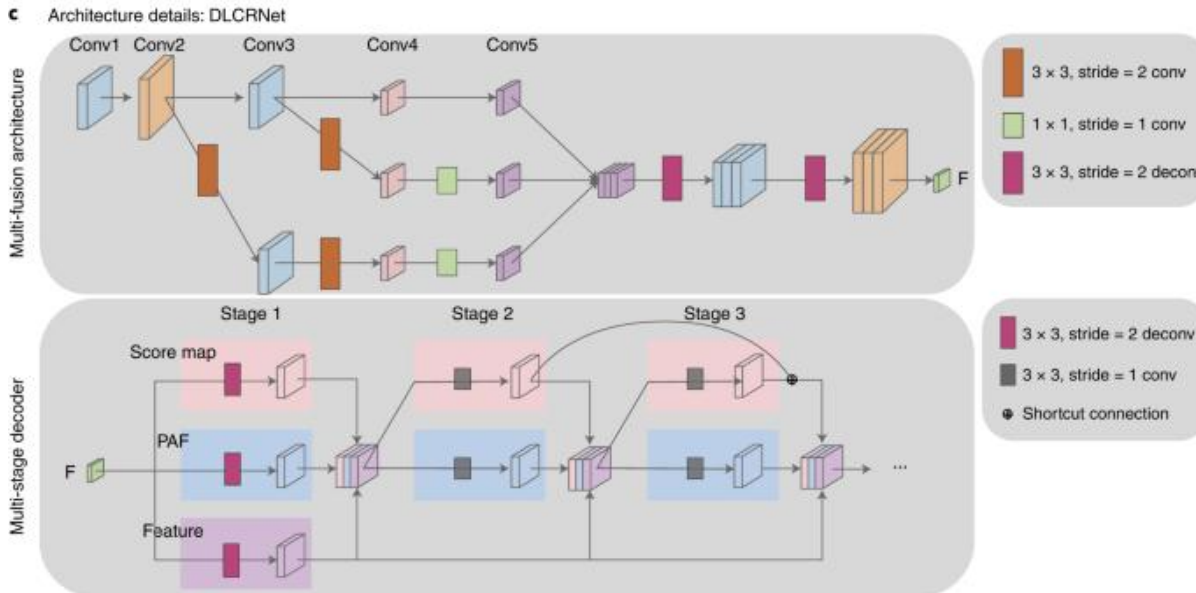 c Architecture details: DLCRNet
Conv1 Conv2 Conv3 Conv4 Conv5
Multi-fusion architecture
F
3 × 3, stride = 2 conv
1 × 1, stride = 1 conv
3 × 3, stride = 2 decon
Stage 1 Stage 2 Stage 3
Multi-stage decoder
Score map
PAF
F
...
Feature
3 × 3, stride = 2 deconv
3 × 3, stride = 1 conv
Shortcut connection